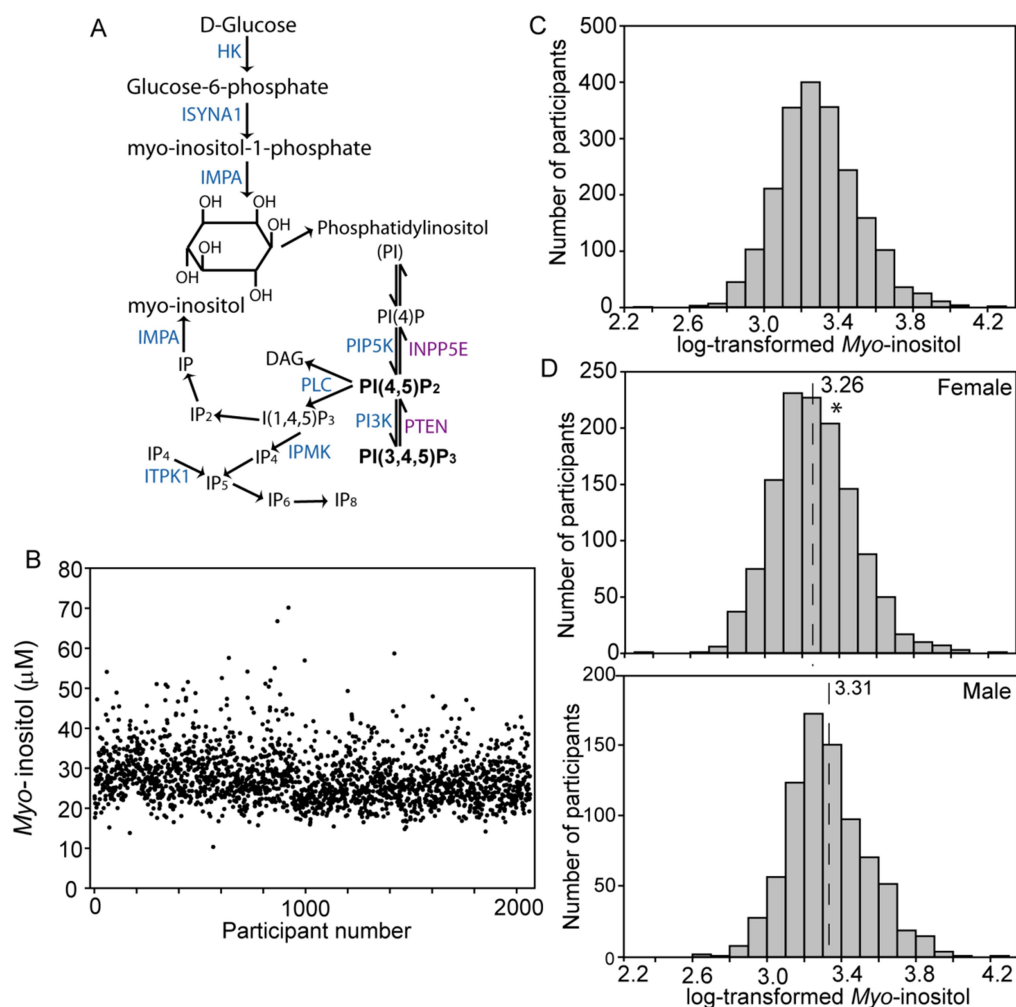 A
D-Glucose
HK
Glucose-6-phosphate
ISYNA1
myo-inositol-1-phosphate
IMPA
OH OH
OH
OH
OH
OH
myo-inositol
Phosphatidylinositol
(PI)
PI(4)P
PIP5K INPP5E
PI(4,5)P2
PI3K PTEN
PI(3,4,5)P3
DAG
PLC
I(1,4,5)P3
IMPA
IP
IP2
IP4 IPMK
IP4
ITPK1
IP5
IP6 IP8
B
80
70
60
50
40
30
20
10
0
Myo-inositol (μM)
0 1000 2000
Participant number
C
500
400
300
200
100
0
Number of participants
2.2 2.6 3.0 3.4 3.8 4.2
log-transformed Myo-inositol
D
250
200
150
100
50
0
Number of participants
3.26
*
Female
200
150
100
50
0
Number of participants
3.31
Male
2.2 2.6 3.0 3.4 3.8 4.2
log-transformed Myo-inositol